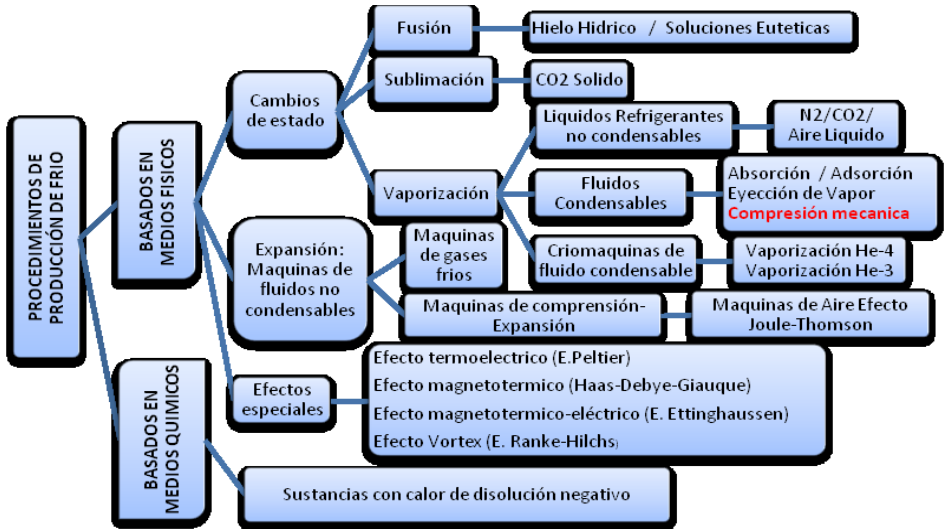 PROCEDIMIENTOS DE
PRODUCCIÓN DE FRIO
BASADOS EN
MEDIOS FISICOS
Cambios
de estado
Fusión
Hielo Hidrico / Soluciones Euteticas
Sublimación
CO2 Solido
Vaporización
Liquidos Refrigerantes
no condensables
N2/CO2/
Aire Liquido
Fluidos
Condensables
Absorción / Adsorción
Eyección de Vapor
Compresión mecanica
Criomaquinas de
fluido condensable
Vaporización He-4
Vaporización He-3
Expansión:
Maquinas de
fluidos no
condensables
Maquinas
de gases
frios
Maquinas de comprensión-
Expansión
Maquinas de Aire Efecto
Joule-Thomson
Efectos
especiales
Efecto termoelectrico (E.Peltier)
Efecto magnetotermico (Haas-Debye-Giauque)
Efecto magnetotermico-eléctrico (E. Ettinghaussen)
Efecto Vortex (E. Ranke-Hilchs)
BASADOS EN
MEDIOS QUIMICOS
Sustancias con calor de disolución negativo